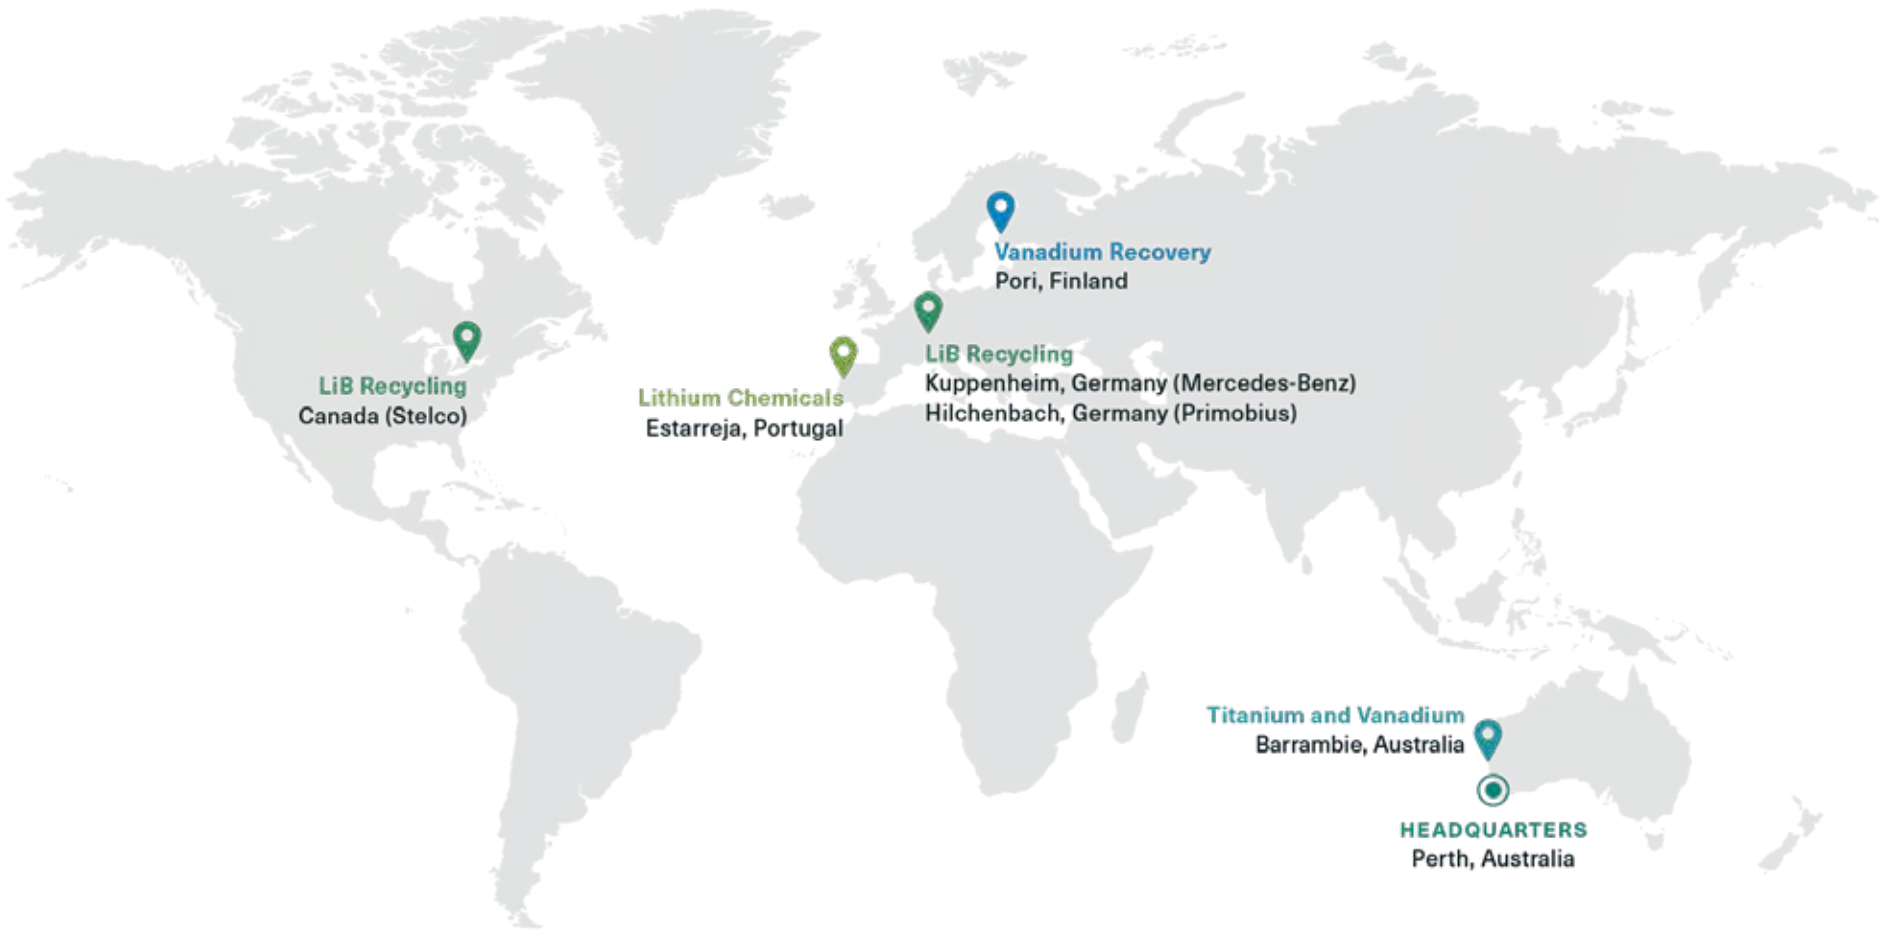 Vanadium Recovery
Pori, Finland
LiB Recycling
Kuppenheim, Germany (Mercedes-Benz)
Hilchenbach, Germany (Primobius)
LiB Recycling
Canada (Stelco)
Lithium Chemicals
Estarreja, Portugal
Titanium and Vanadium
Barrambie, Australia
HEADQUARTERS
Perth, Australia